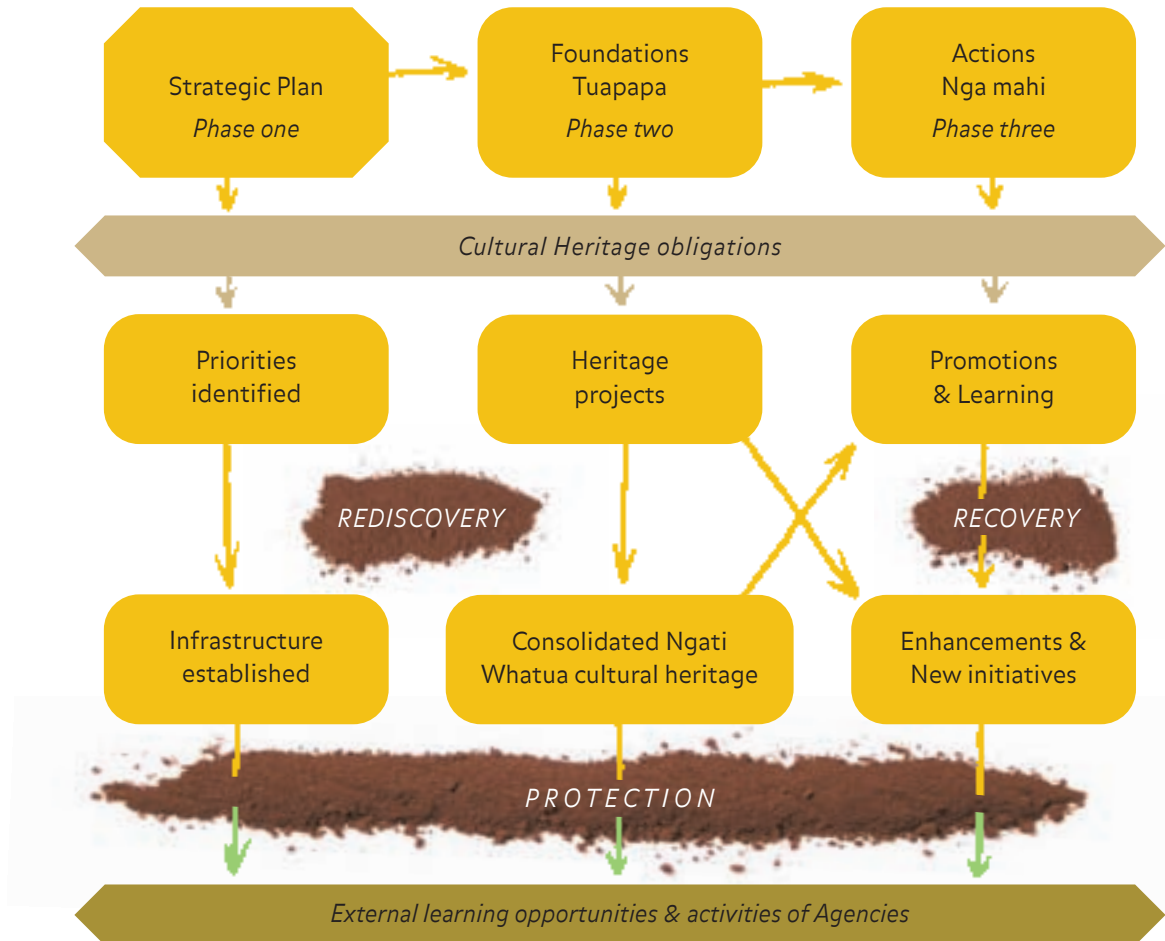 Strategic Plan
Phase one
Foundations
Tuapapa
Phase two
Actions
Nga mahi
Phase three
Cultural Heritage obligations
Priorities
identified
Heritage
projects
Promotions
& Learning
REDISCOVERY
RECOVERY
Infrastructure
established
Consolidated Ngati
Whatua cultural heritage
Enhancements &
New initiatives
PROTECTION
External learning opportunities & activities of Agencies